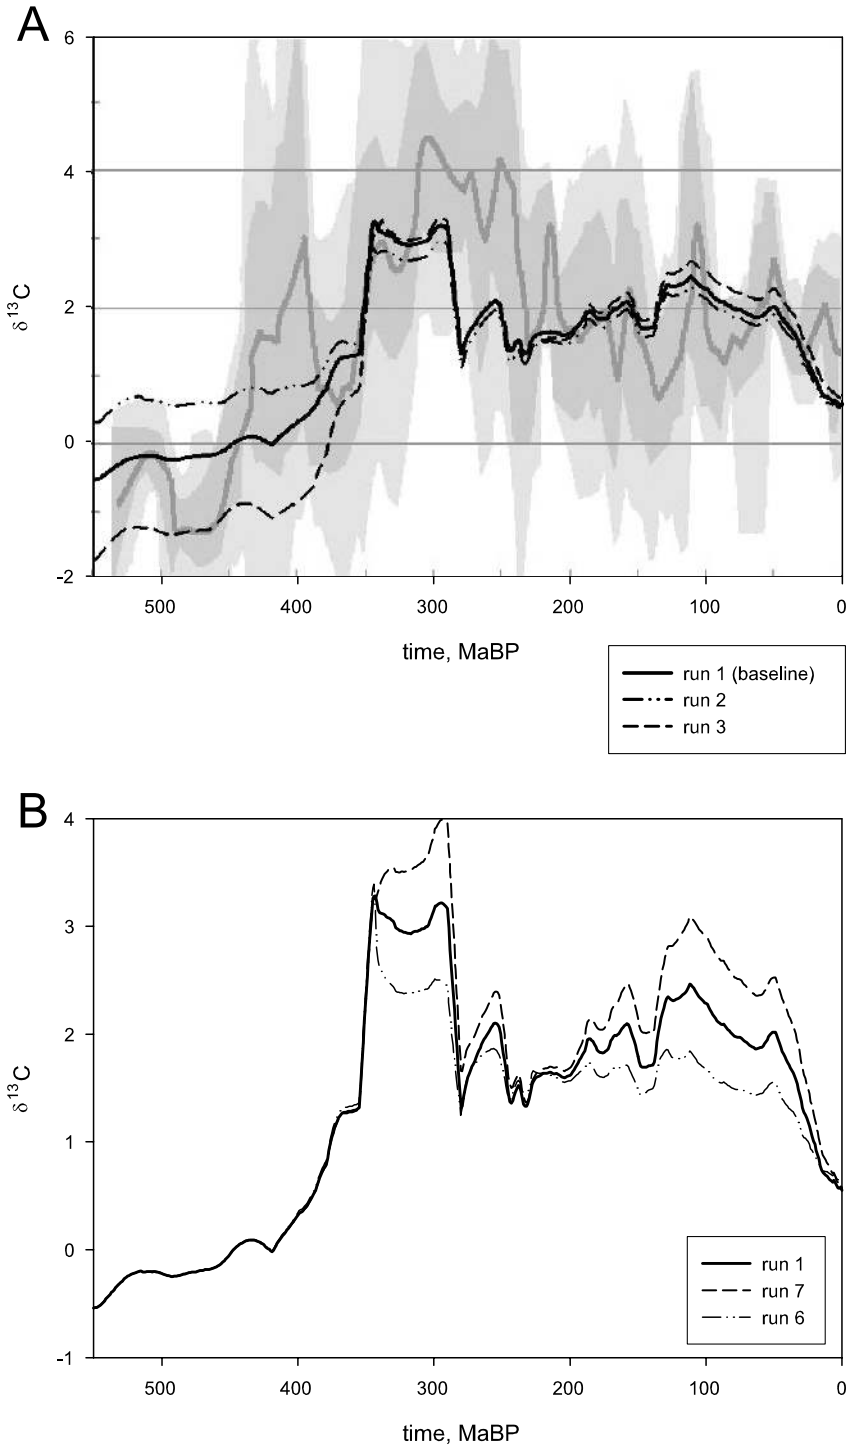 A
6
4
2
0
-2
δ13C
500 400 300 200 100 0
time, MaBP
run 1 (baseline)
run 2
run 3
B
4
3
2
1
0
-1
δ13C
run 1
run 7
run 6
500 400 300 200 100 0
time, MaBP